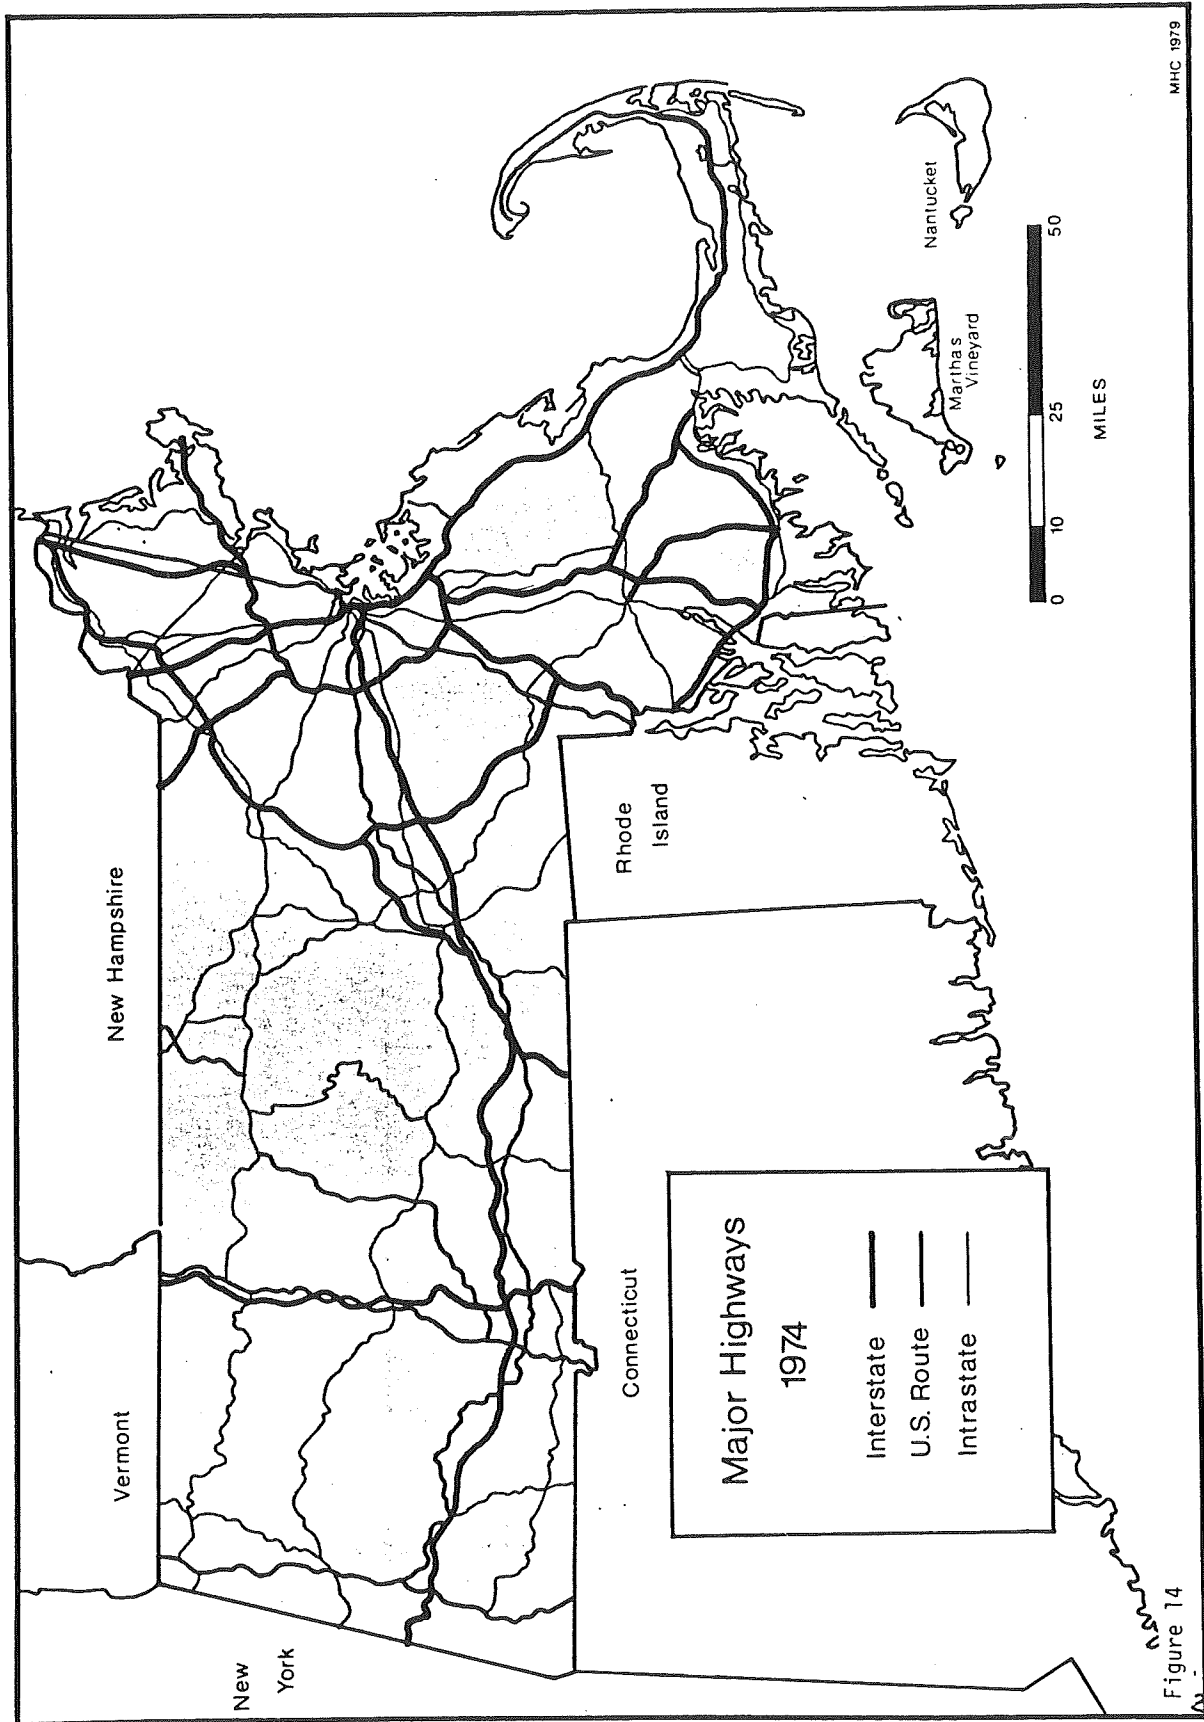 MHC 1979
New Hampshire
Vermont
New
York
Rhode
Island
Connecticut
Nantucket
Marthas
Vineyard
0 10 25 50
MILES
Major Highways
1974
Interstate
U.S. Route
Intrastate
Figure 14